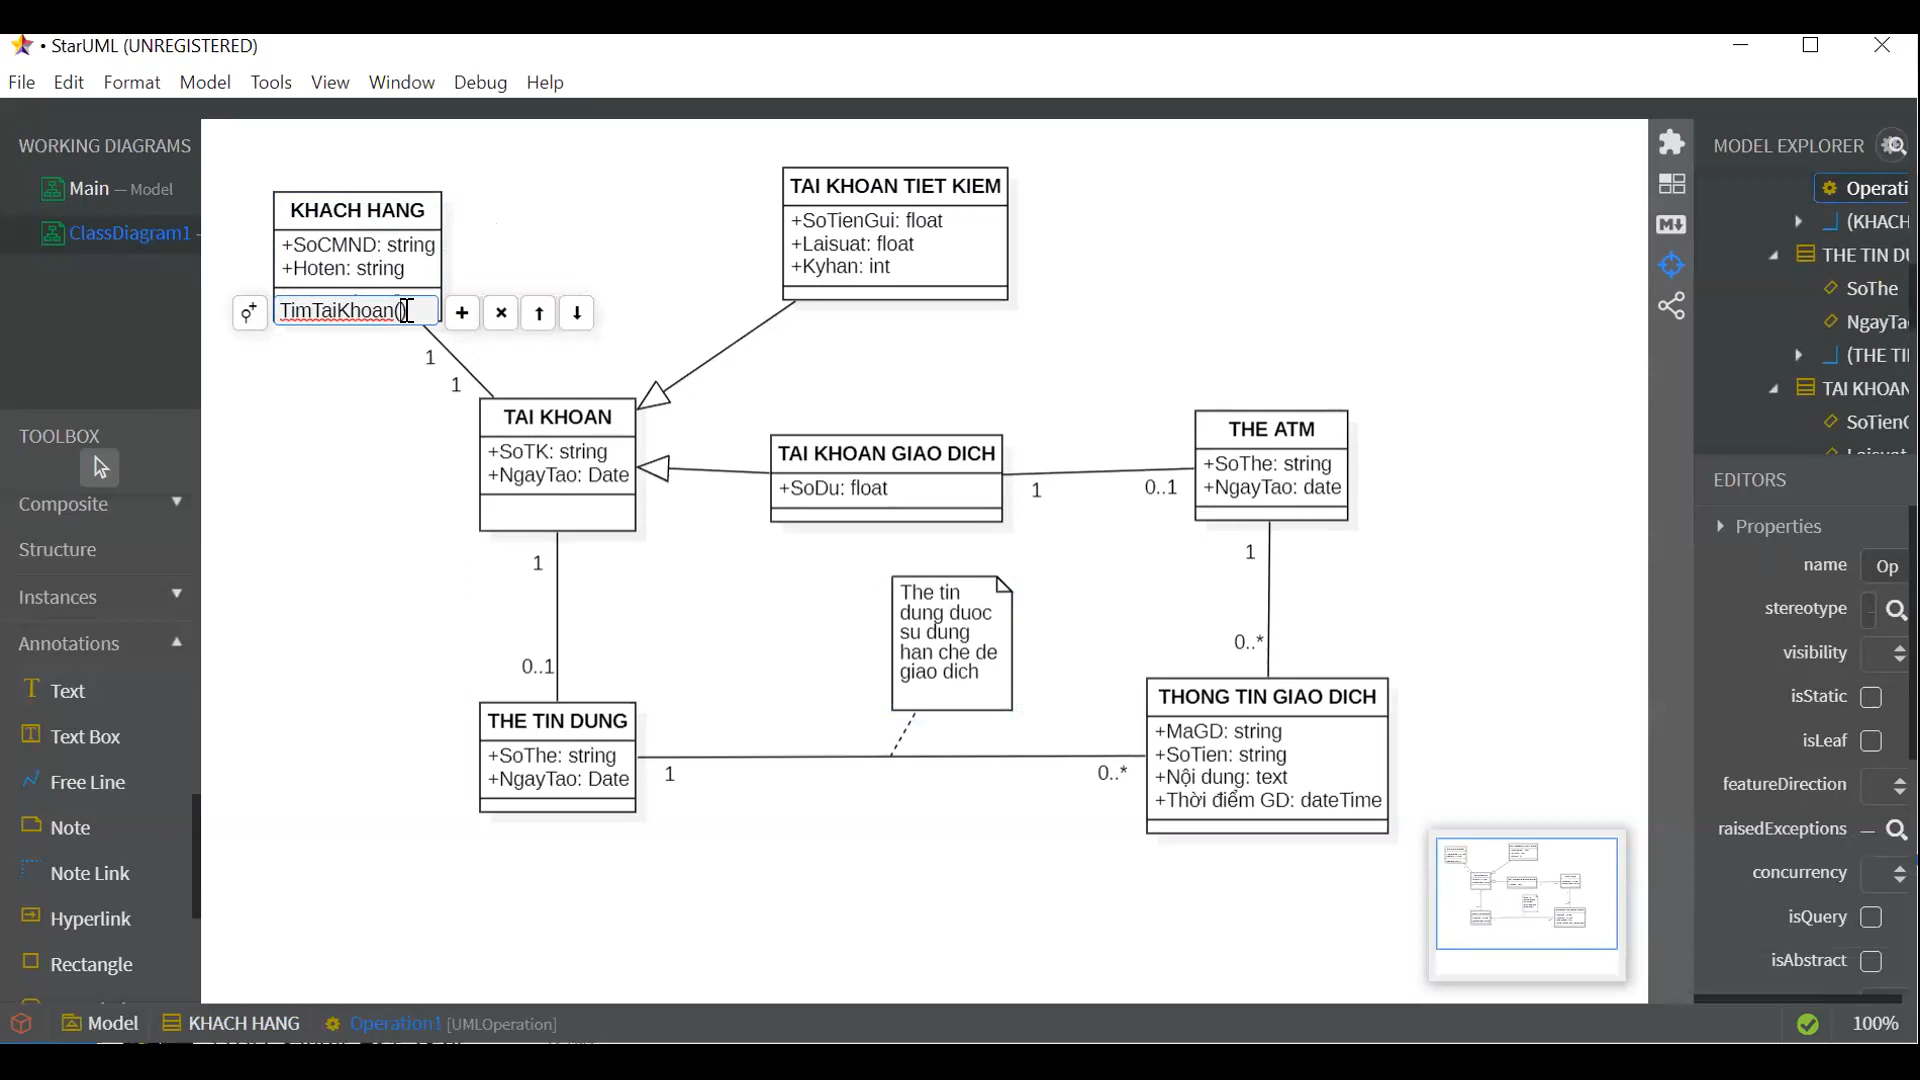 • StarUML (UNREGISTERED)
File Edit Format Model Tools View Window Debug Help
WORKING DIAGRAMS
Main — Model
ClassDiagram1 —
TOOLBOX
Composite
Structure
Instances
Annotations
Text
Text Box
Free Line
Note
Note Link
Hyperlink
Rectangle
KHACH HANG
+SoCMND: string
+Hoten: string
TimTaiKhoan()
1
1
TAI KHOAN TIET KIEM
+SoTienGui: float
+Laisuat: float
+Kyhan: int
TAI KHOAN
+SoTK: string
+NgayTao: Date
TAI KHOAN GIAO DICH
+SoDu: float
1
0..1
THE ATM
+SoThe: string
+NgayTao: date
1
0..*
1
0..1
The tin
dung duoc
su dung
han che de
giao dich
THE TIN DUNG
+SoThe: string
+NgayTao: Date
1
0..*
THONG TIN GIAO DICH
+MaGD: string
+SoTien: string
+Nội dung: text
+Thời điểm GD: dateTime
MODEL EXPLORER
Operati
(KHACH
THE TIN DU
SoThe
NgayTa
(THE TI
TAI KHOAN
SoTien
EDITORS
Properties
name Op
stereotype
visibility
isStatic
isLeaf
featureDirection
raisedExceptions
concurrency
isQuery
isAbstract
Model KHACH HANG Operation1 [UMLOperation]
100%